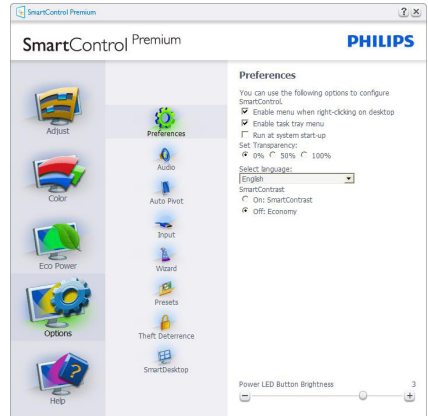 SmartControl Premium
SmartControl Premium
PHILIPS
Adjust
Color
Eco Power
Options
Help
Preferences
Audio
Auto Pivot
Input
Wizard
Presets
Theft Deterrence
SmartDesktop
Preferences
You can use the following options to configure
SmartControl.
Enable menu when right-clicking on desktop
Enable task tray menu
Run at system start-up
Set Transparency:
0% 50% 100%
Select language:
English
SmartContrast
On: SmartContrast
Off: Economy
Power LED Button Brightness 3